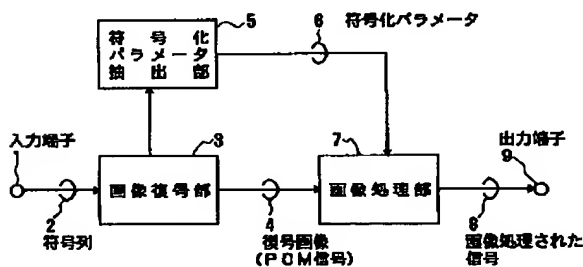 5
符号化
パラメータ
抽出部
6
符号化パラメータ
入力端子
1
3
画像復号部
7
画像処理部
出力端子
9
2
符号列
4
復号画像
(PCM信号)
8
画像処理された
信号